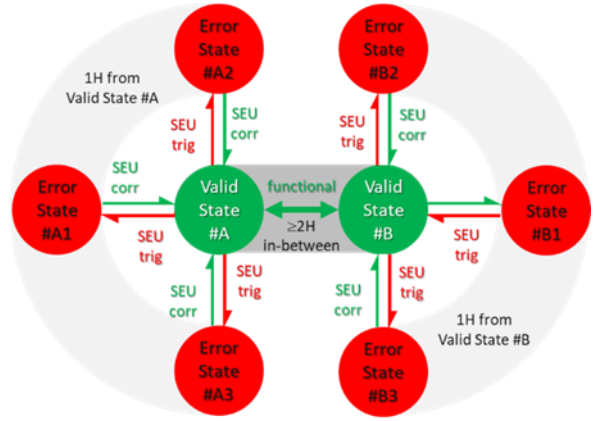 Error
State
#A2
Error
State
#B2
1H from
Valid State #A
SEU
corr
SEU
trig
SEU
trig
SEU
corr
SEU
corr
Error
State
#A1
Valid
State
#A
functional
≥2H
in-between
Valid
State
#B
Error
State
#B1
SEU
trig
SEU
trig
SEU
corr
SEU
trig
SEU
corr
SEU
trig
1H from
Valid State #B
Error
State
#A3
Error
State
#B3